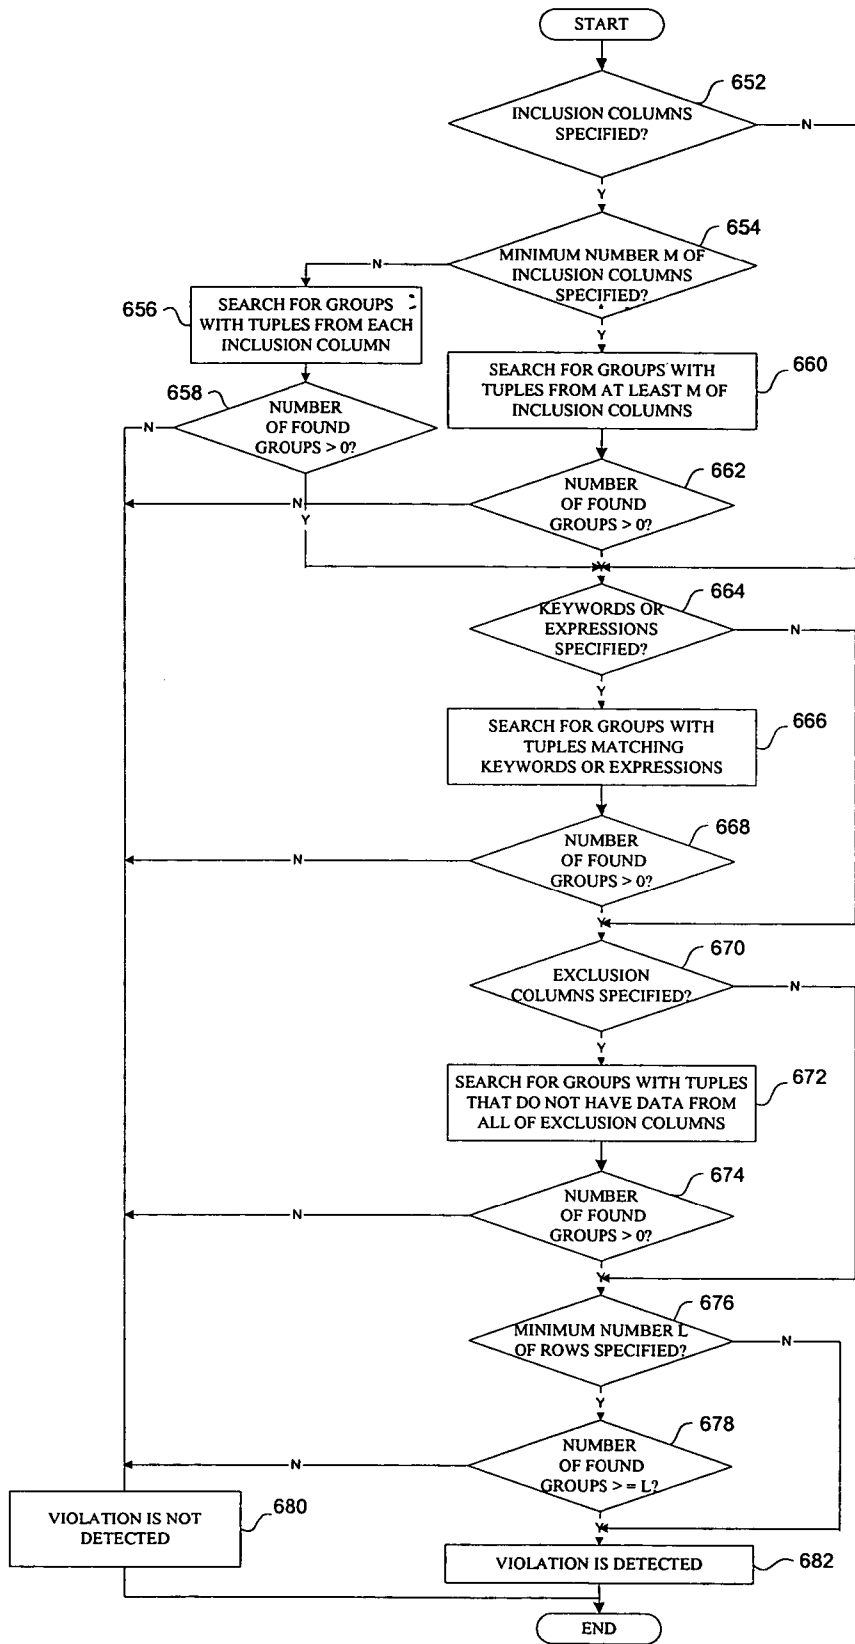 START
652
INCLUSION COLUMNS
SPECIFIED?
N
Y
654
MINIMUM NUMBER M OF
INCLUSION COLUMNS
SPECIFIED?
N
Y
656
SEARCH FOR GROUPS
WITH TUPLES FROM EACH
INCLUSION COLUMN
660
SEARCH FOR GROUPS WITH
TUPLES FROM AT LEAST M OF
INCLUSION COLUMNS
658
NUMBER
OF FOUND
GROUPS > 0?
N
Y
662
NUMBER
OF FOUND
GROUPS > 0?
N
Y
664
KEYWORDS OR
EXPRESSIONS
SPECIFIED?
N
Y
666
SEARCH FOR GROUPS WITH
TUPLES MATCHING
KEYWORDS OR EXPRESSIONS
668
NUMBER
OF FOUND
GROUPS > 0?
N
Y
670
EXCLUSION
COLUMNS SPECIFIED?
N
Y
672
SEARCH FOR GROUPS WITH TUPLES
THAT DO NOT HAVE DATA FROM
ALL OF EXCLUSION COLUMNS
674
NUMBER
OF FOUND
GROUPS > 0?
N
Y
676
MINIMUM NUMBER L
OF ROWS SPECIFIED?
N
Y
678
NUMBER
OF FOUND
GROUPS > = L?
N
Y
680
VIOLATION IS NOT
DETECTED
682
VIOLATION IS DETECTED
END